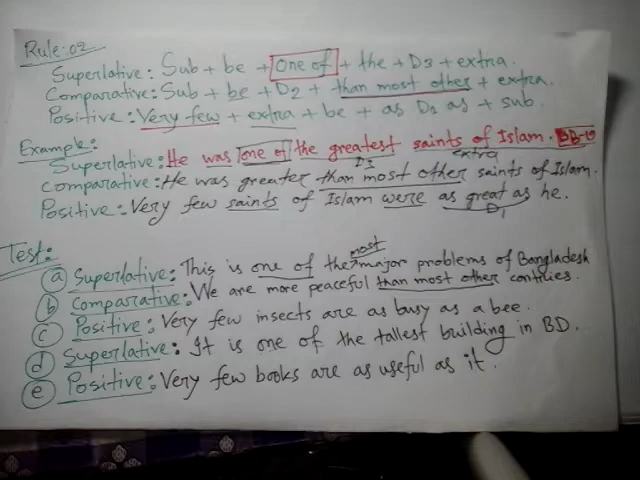 Rule:02
Superlative: Sub + be + one of + the + D3 + extra.
Comparative: Sub + be + D2 + than most other + extra.
Positive: Very few + extra + be + as D1 as + sub.
Example:
Superlative: He was one of the greatest saints of Islam. BB-10
D3 extra
Comparative: He was greater than most other saints of Islam.
Positive: Very few saints of Islam were as great as he.
D1
Test:
(a) Superlative: This is one of the most major problems of Bangladesh
(b) Comparative: We are more peaceful than most other contries.
(c) Positive: Very few insects are as busy as a bee.
(d) Superlative: It is one of the tallest building in BD.
(e) Positive: Very few books are as useful as it.